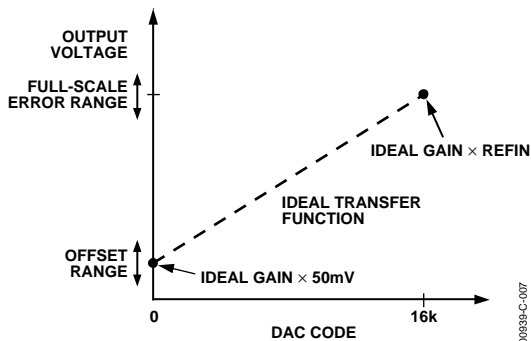 OUTPUT
VOLTAGE
FULL-SCALE
ERROR RANGE
IDEAL GAIN × REFIN
IDEAL TRANSFER
FUNCTION
OFFSET
RANGE
IDEAL GAIN × 50mV
0
16k
DAC CODE
00939-C-007